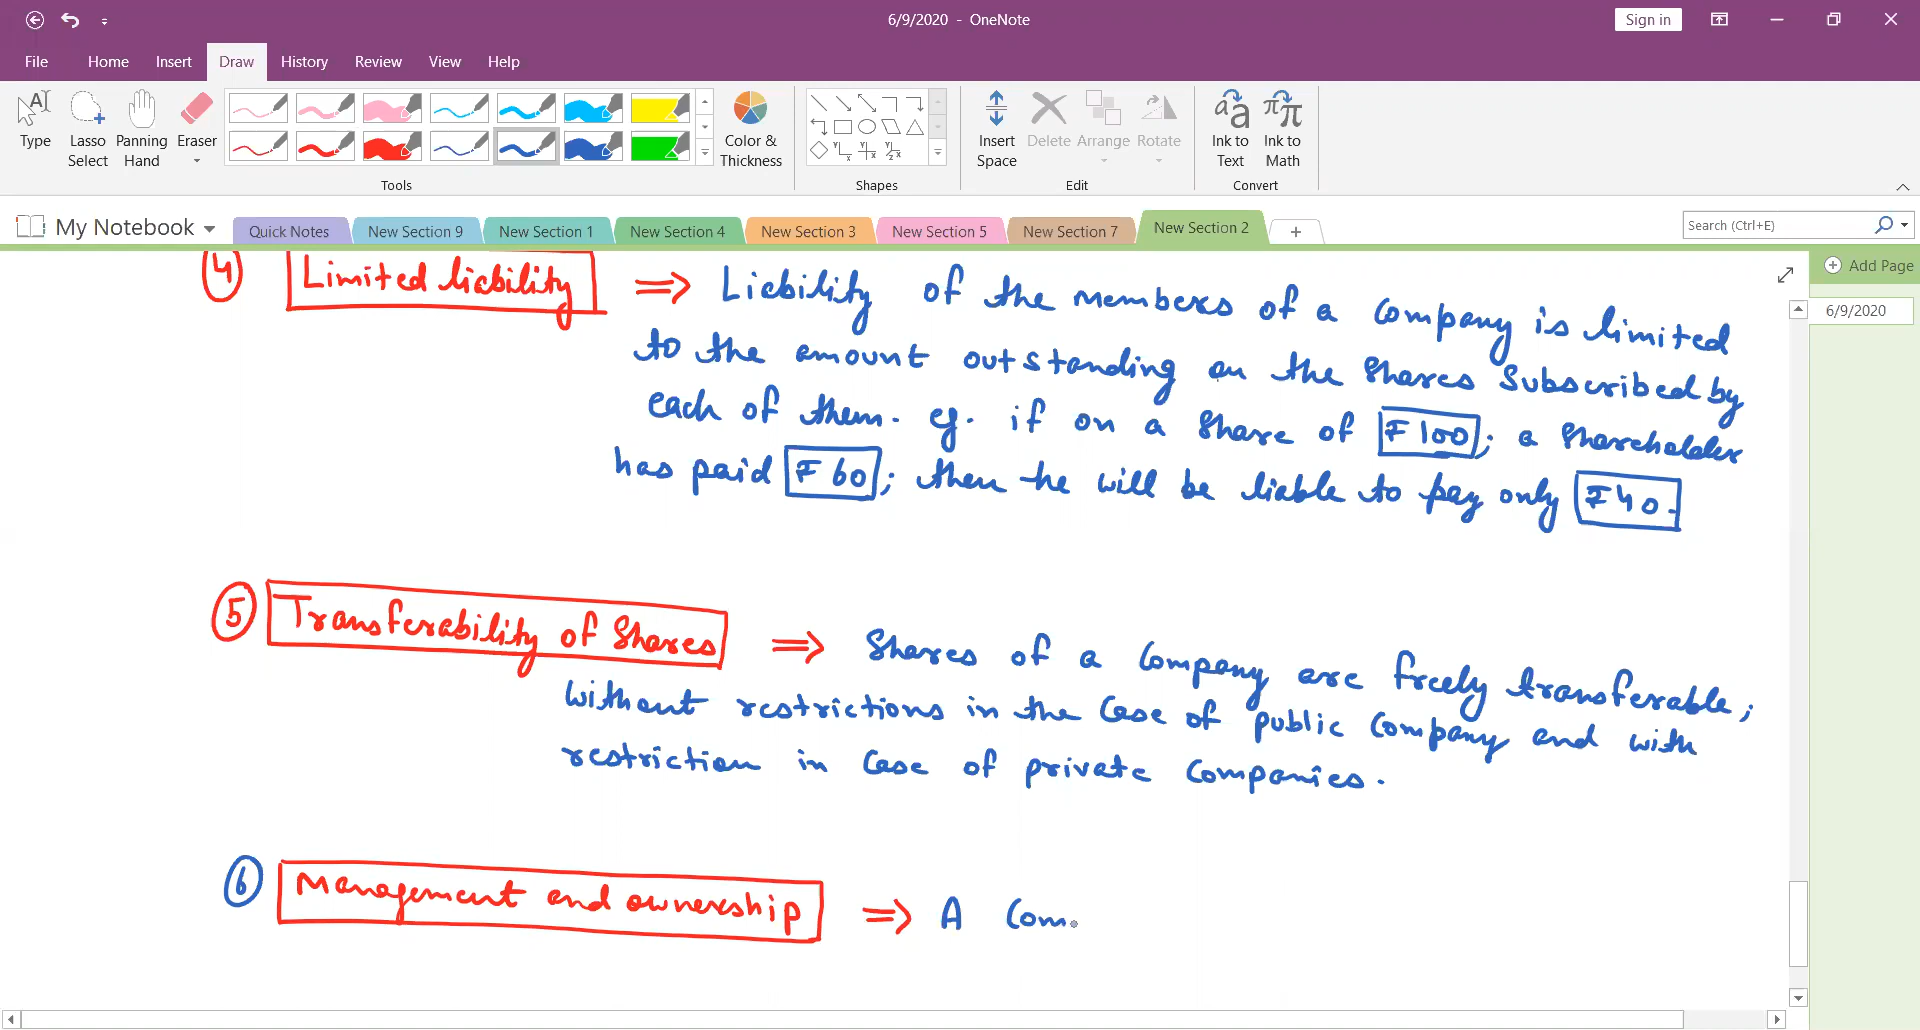 6/9/2020 - OneNote
Sign in
File Home Insert Draw History Review View Help
Type
Lasso Select
Panning Hand
Eraser
Color & Thickness
Insert Space
Delete
Arrange
Rotate
Ink to Text
Ink to Math
Tools
Shapes
Edit
Convert
My Notebook
Quick Notes
New Section 9
New Section 1
New Section 4
New Section 3
New Section 5
New Section 7
New Section 2
+
Search (Ctrl+E)
Add Page
6/9/2020
4 Limited liability ⇒ Liability of the members of a company is limited
to the amount outstanding on the shares subscribed by
each of them. eg. if on a share of ₹ 100; a shareholder
has paid ₹ 60; then he will be liable to pay only ₹ 40.
5 Transferability of Shares ⇒ Shares of a company are freely transferable;
without restrictions in the case of public company and with
restriction in case of private companies.
6 Management and ownership ⇒ A Com